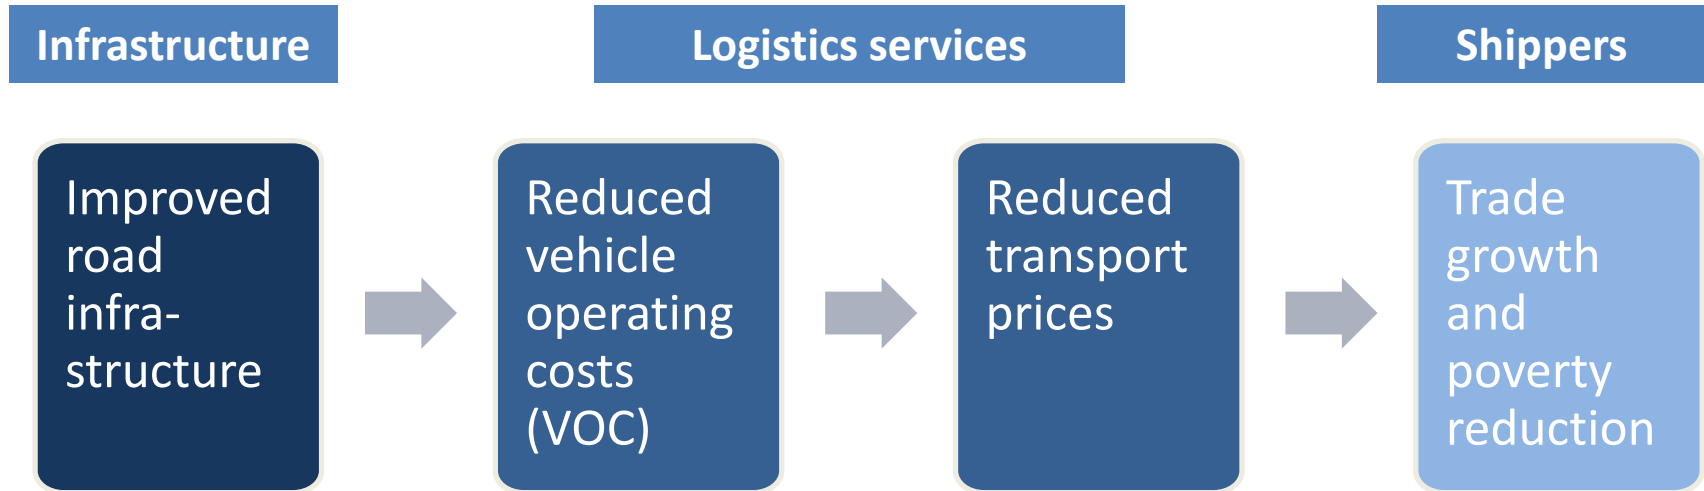 Infrastructure
Logistics services
Shippers
Improved
road
infra-
structure
Reduced
vehicle
operating
costs
(VOC)
Reduced
transport
prices
Trade
growth
and
poverty
reduction